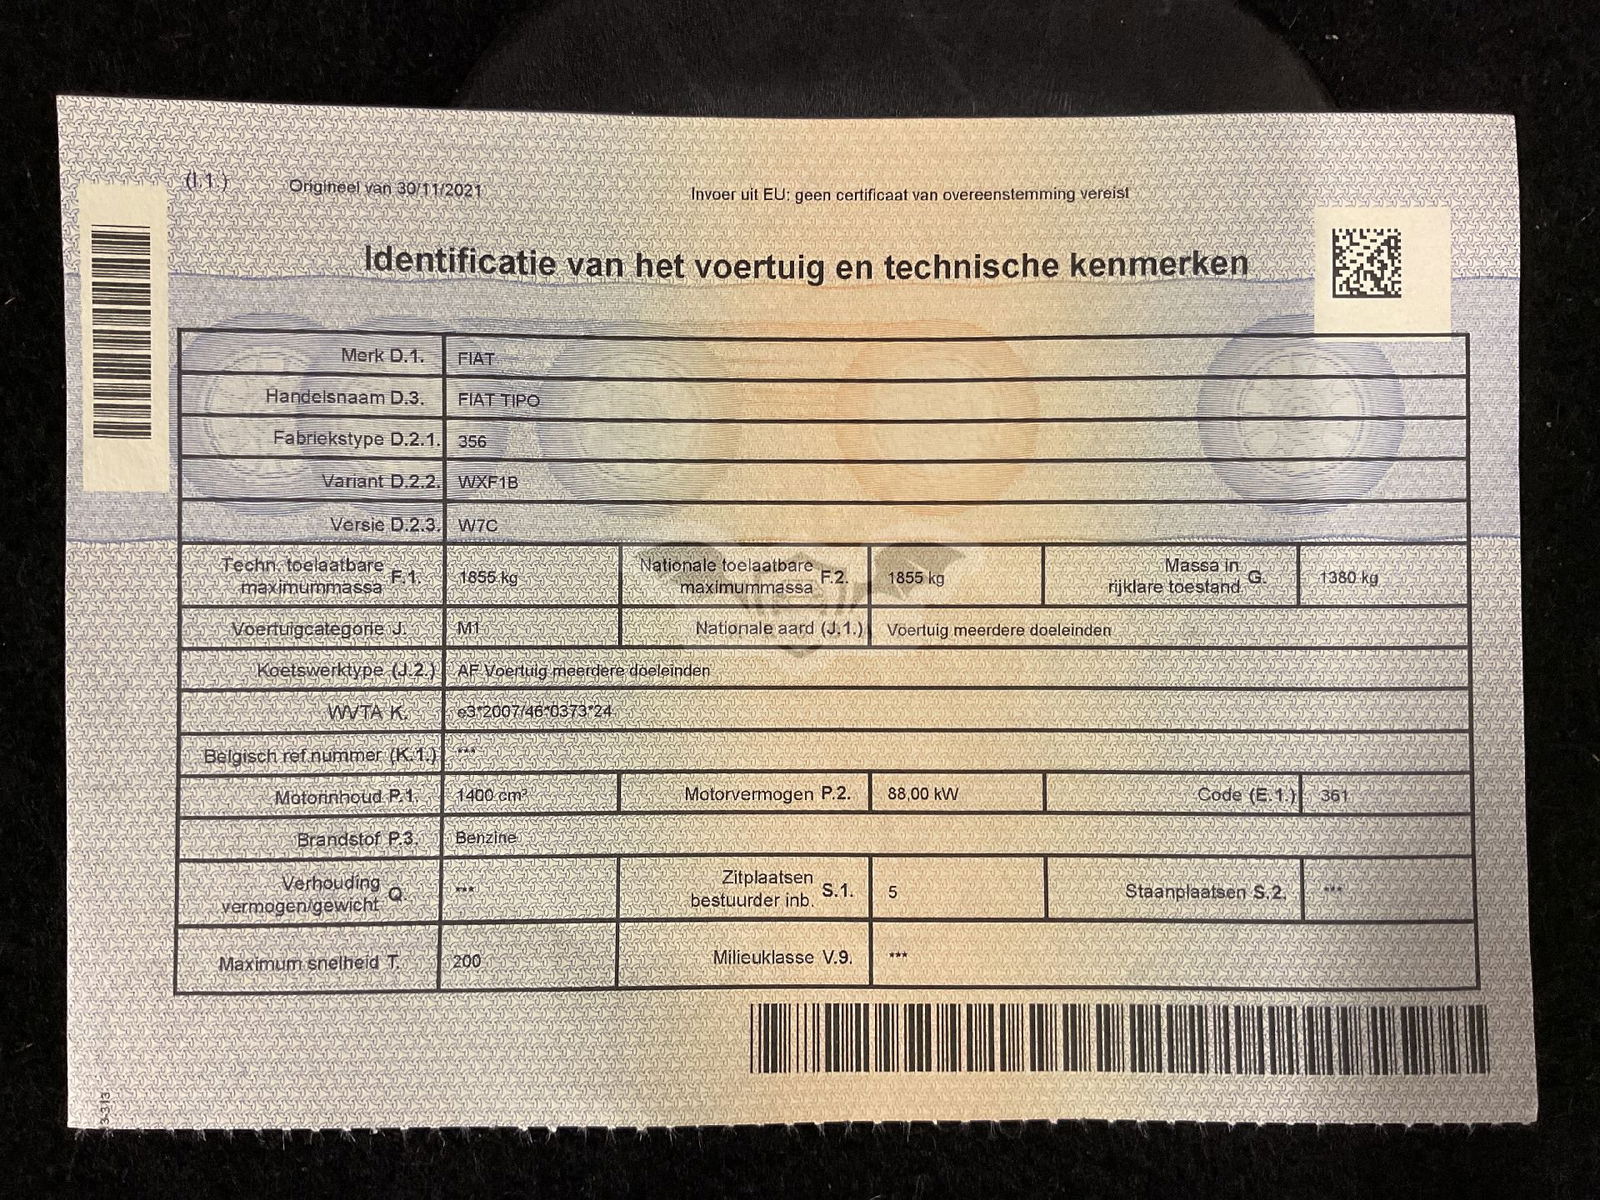 (I.1.) Origineel van 30/11/2021 Invoer uit EU: geen certificaat van overeenstemming vereist
Identificatie van het voertuig en technische kenmerken
Merk D.1. FIAT
Handelsnaam D.3. FIAT TIPO
Fabriekstype D.2.1. 356
Variant D.2.2. WXF1B
Versie D.2.3. W7C
Techn. toelaatbare maximummassa F.1. 1855 kg Nationale toelaatbare maximummassa F.2. 1855 kg Massa in rijklare toestand G. 1380 kg
Voertuigcategorie J. M1 Nationale aard (J.1.) Voertuig meerdere doeleinden
Koetswerktype (J.2.) AF Voertuig meerdere doeleinden
WVTA K. e3*2007/46*0373*24
Belgisch ref.nummer (K.1.) ***
Motorinhoud P.1. 1400 cm³ Motorvermogen P.2. 88,00 kW Code (E.1.) 361
Brandstof P.3. Benzine
Verhouding vermogen/gewicht Q. *** Zitplaatsen bestuurder inb. S.1. 5 Staanplaatsen S.2. ***
Maximum snelheid T. 200 Milieuklasse V.9. ***